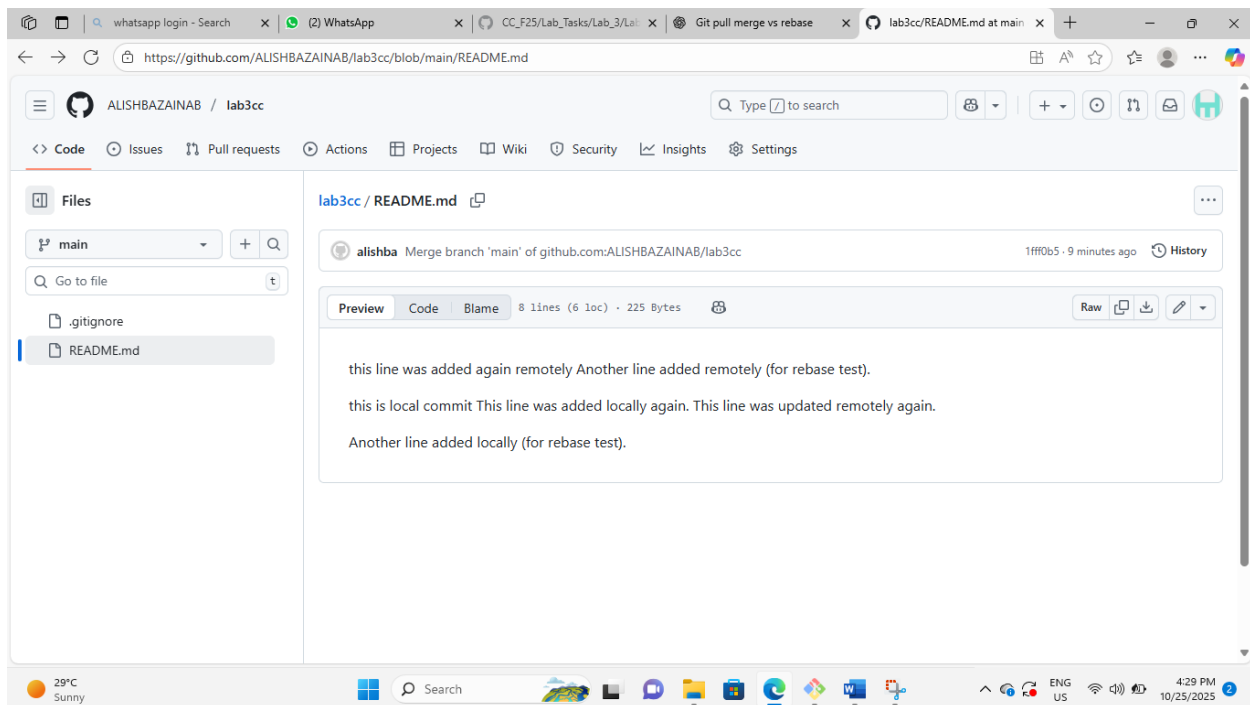 whatsapp login - Search
(2) WhatsApp
CC_F25/Lab_Tasks/Lab_3/Lab
Git pull merge vs rebase
lab3cc/README.md at main
https://github.com/ALISHBAZAINAB/lab3cc/blob/main/README.md
ALISHBAZAINAB / lab3cc
Type / to search
Code Issues Pull requests Actions Projects Wiki Security Insights Settings
Files
main
Go to file t
.gitignore
README.md
lab3cc / README.md
alishba Merge branch 'main' of github.com:ALISHBAZAINAB/lab3cc
1fff0b5 · 9 minutes ago History
Preview Code Blame 8 lines (6 loc) · 225 Bytes
Raw
this line was added again remotely Another line added remotely (for rebase test).
this is local commit This line was added locally again. This line was updated remotely again.
Another line added locally (for rebase test).
29°C
Sunny
Search
ENG
US
4:29 PM
10/25/2025
2